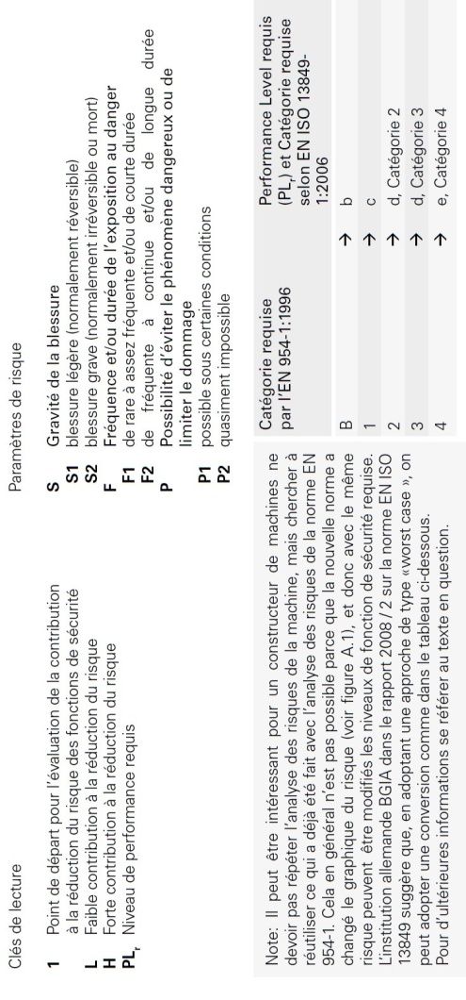 Clés de lecture
1 Point de départ pour l'évaluation de la contribution
à la réduction du risque des fonctions de sécurité
L Faible contribution à la réduction du risque
H Forte contribution à la réduction du risque
PLr Niveau de performance requis
Paramètres de risque
S Gravité de la blessure
S1 blessure légère (normalement réversible)
S2 blessure grave (normalement irréversible ou mort)
F Fréquence et/ou durée de l'exposition au danger
F1 de rare à assez fréquente et/ou de courte durée
F2 de fréquente à continue et/ou de longue durée
P Possibilité d'éviter le phénomène dangereux ou de
limiter le dommage
P1 possible sous certaines conditions
P2 quasiment impossible
Note: Il peut être intéressant pour un constructeur de machines ne
devoir pas répéter l'analyse des risques de la machine, mais chercher à
réutiliser ce qui a déjà été fait avec l'analyse des risques de la norme EN
954-1. Cela en général n'est pas possible parce que la nouvelle norme a
changé le graphique du risque (voir figure A.1), et donc avec le même
risque peuvent être modifiés les niveaux de fonction de sécurité requise.
L'institution allemande BGIA dans le rapport 2008 / 2 sur la norme EN ISO
13849 suggère que, en adoptant une approche de type «worst case », on
peut adopter une conversion comme dans le tableau ci-dessous.
Pour d'ultérieures informations se référer au texte en question.
Catégorie requise
par l'EN 954-1:1996
Performance Level requis
(PLr) et Catégorie requise
selon EN ISO 13849-
1:2006
B → b
1 → c
2 → d, Catégorie 2
3 → d, Catégorie 3
4 → e, Catégorie 4